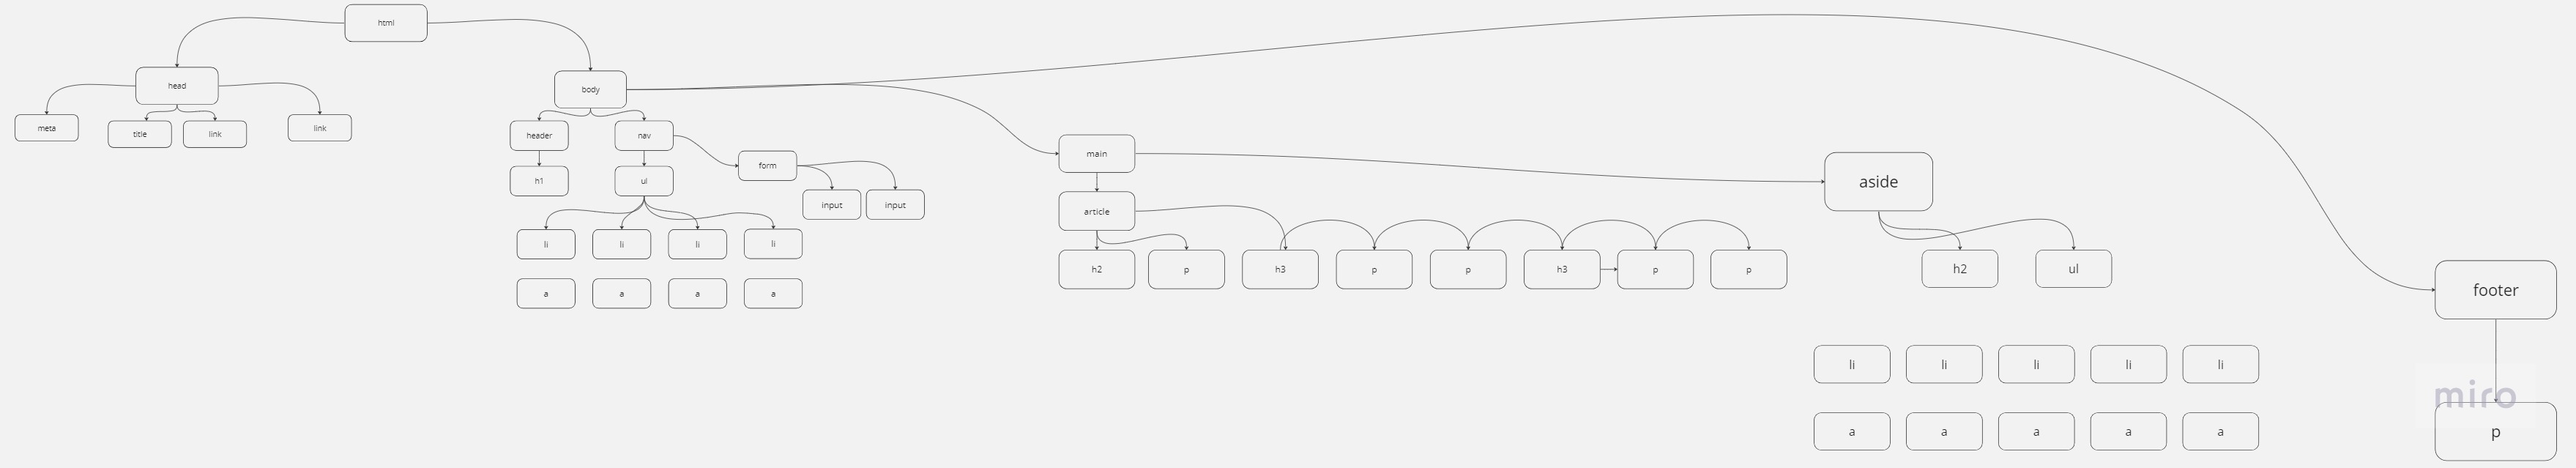 html
head
body
meta
title
link
link
header
nav
main
form
aside
h1
ul
input
input
article
li
li
li
li
h2
p
h3
p
p
h3
p
p
h2
ul
footer
a
a
a
a
li
li
li
li
li
miro
a
a
a
a
a
p